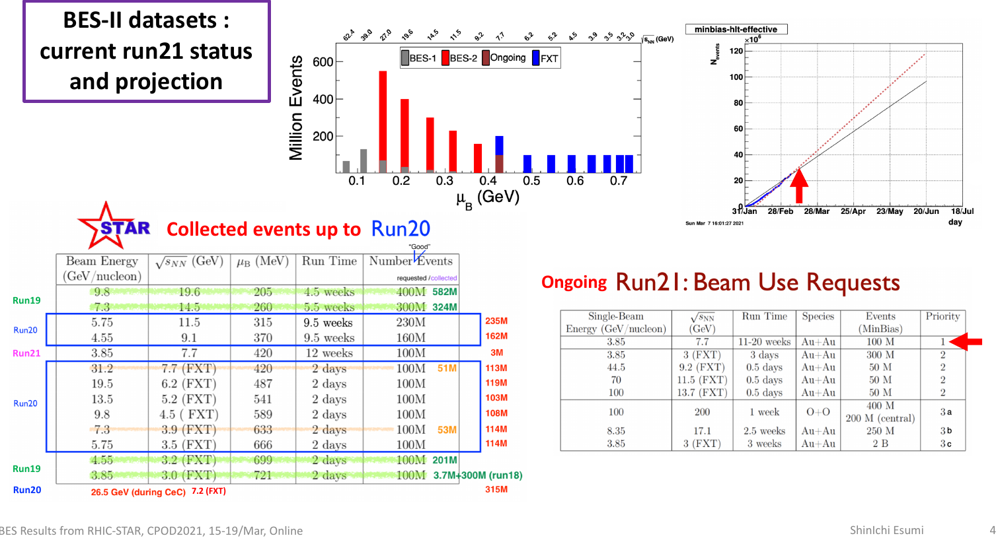 BES-II datasets :
current run21 status
and projection
62.4 39.0 27.0 19.6 14.5 11.5 9.2 7.7 6.2 5.2 4.5 3.9 3.5 3.2 3.0 √sNN (GeV)
BES-1 BES-2 Ongoing FXT
Million Events
600
400
200
0.1 0.2 0.3 0.4 0.5 0.6 0.7
μB (GeV)
minbias-hlt-effective
×10⁶
Nevents
120
100
80
60
40
20
0
31/Jan 28/Feb 28/Mar 25/Apr 23/May 20/Jun 18/Jul
day
Sun Mar 7 16:01:27 2021
STAR
Collected events up to Run20
"Good"
Beam Energy √sNN (GeV) μB (MeV) Run Time Number Events
(GeV/nucleon) requested /collected
Run19
9.8 19.6 205 4.5 weeks 400M 582M
7.3 14.5 260 5.5 weeks 300M 324M
Run20
5.75 11.5 315 9.5 weeks 230M 235M
4.55 9.1 370 9.5 weeks 160M 162M
Run21 3.85 7.7 420 12 weeks 100M 3M
31.2 7.7 (FXT) 420 2 days 100M 51M 113M
19.5 6.2 (FXT) 487 2 days 100M 119M
Run20
13.5 5.2 (FXT) 541 2 days 100M 103M
9.8 4.5 ( FXT) 589 2 days 100M 108M
7.3 3.9 (FXT) 633 2 days 100M 53M 114M
5.75 3.5 (FXT) 666 2 days 100M 114M
Run19
4.55 3.2 (FXT) 699 2 days 100M 201M
3.85 3.0 (FXT) 721 2 days 100M 3.7M+300M (run18)
Run20 26.5 GeV (during CeC) 7.2 (FXT) 315M
Ongoing Run21: Beam Use Requests
Single-Beam √sNN Run Time Species Events Priority
Energy (GeV/nucleon) (GeV) (MinBias)
3.85 7.7 11-20 weeks Au+Au 100 M 1
3.85 3 (FXT) 3 days Au+Au 300 M 2
44.5 9.2 (FXT) 0.5 days Au+Au 50 M 2
70 11.5 (FXT) 0.5 days Au+Au 50 M 2
100 13.7 (FXT) 0.5 days Au+Au 50 M 2
100 200 1 week O+O 400 M 3 a
200 M (central)
8.35 17.1 2.5 weeks Au+Au 250 M 3 b
3.85 3 (FXT) 3 weeks Au+Au 2 B 3 c
BES Results from RHIC-STAR, CPOD2021, 15-19/Mar, Online
ShinIchi Esumi
4